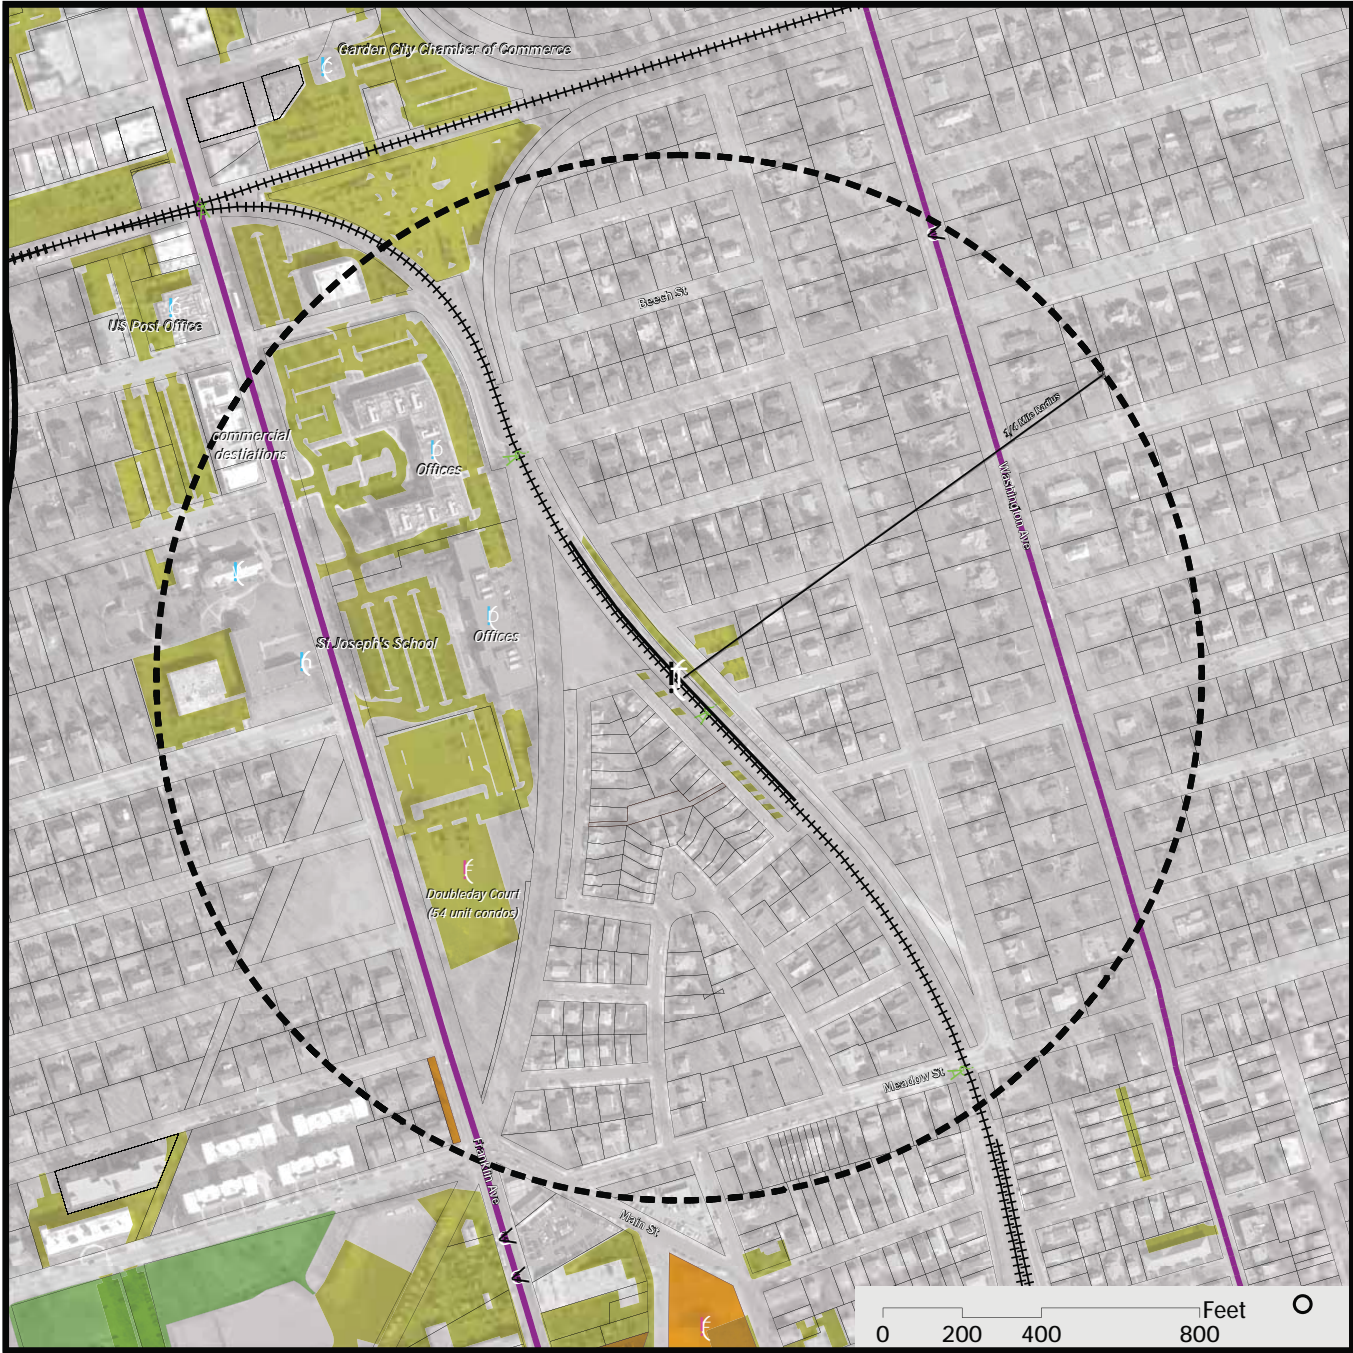 Garden City Chamber of Commerce
Beech St
US Post Office
1/4 Mile Radius
commercial
destiations
Offices
Washington Ave
Offices
St Joseph's School
Doubleday Court
(54 unit condos)
Meadow St
Franklin Ave
Main St
Feet
0 200 400 800